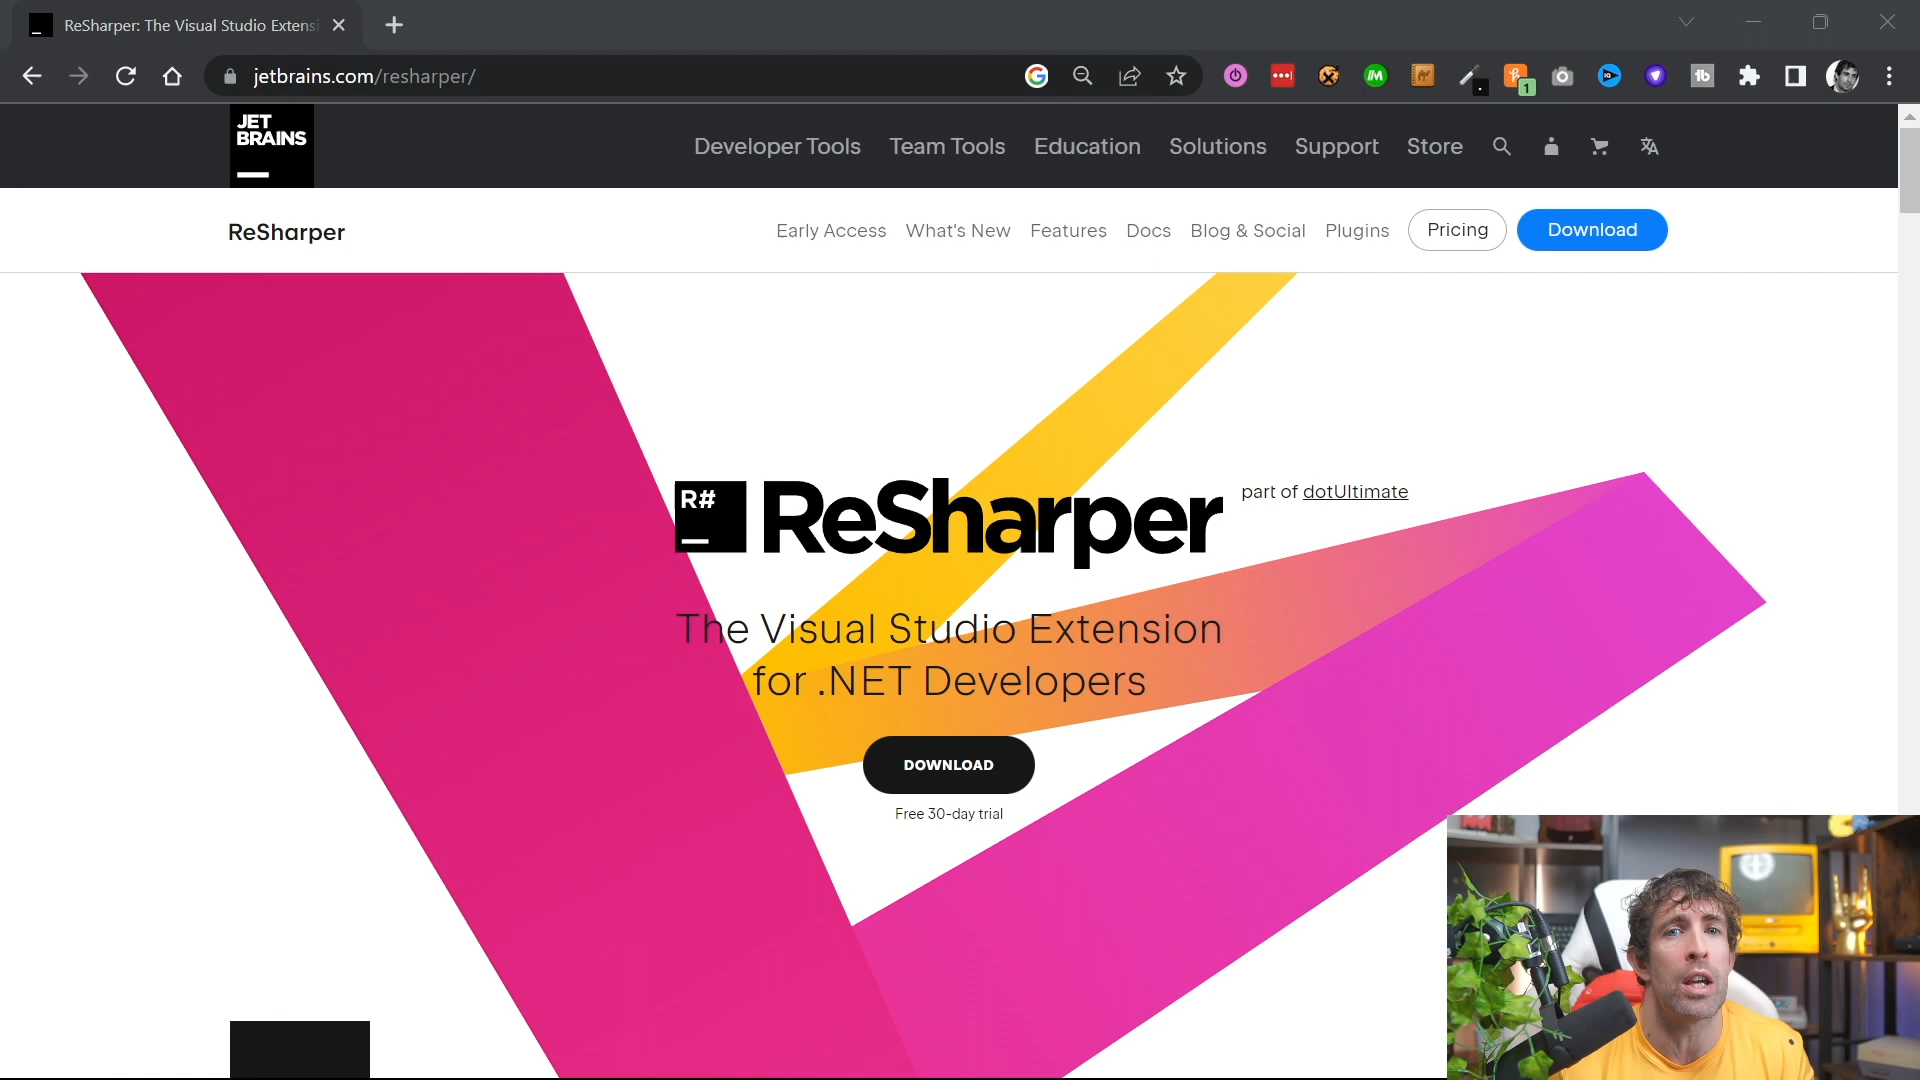 ReSharper: The Visual Studio Extens
jetbrains.com/resharper/
1
JET
BRAINS
Developer Tools
Team Tools
Education
Solutions
Support
Store
ReSharper
Early Access
What's New
Features
Docs
Blog & Social
Plugins
Pricing
Download
R#
ReSharper
part of dotUltimate
The Visual Studio Extension
for .NET Developers
DOWNLOAD
Free 30-day trial